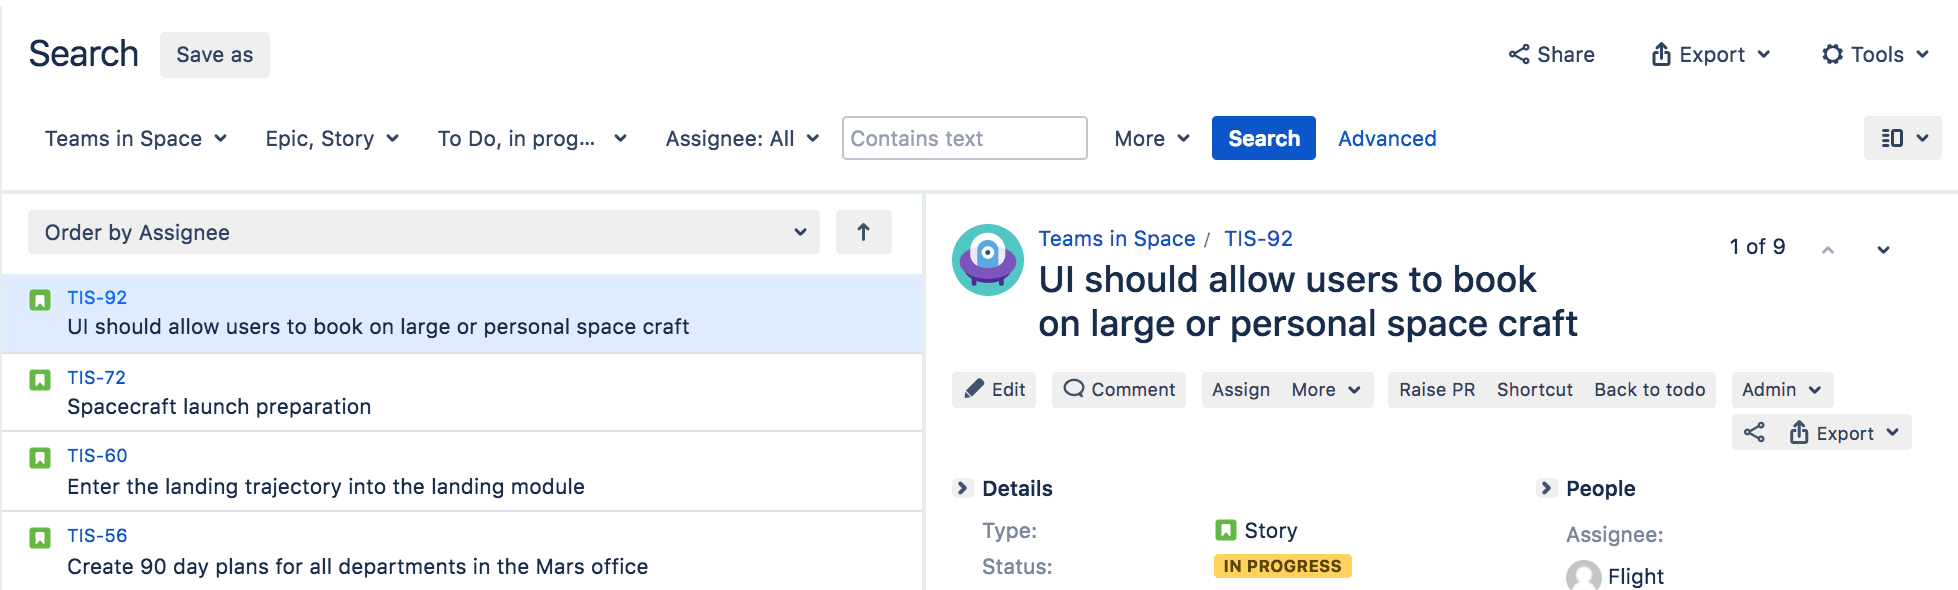 Search Save as Share Export Tools
Teams in Space Epic, Story To Do, in prog... Assignee: All Contains text More Search Advanced
Order by Assignee
TIS-92
UI should allow users to book on large or personal space craft
TIS-72
Spacecraft launch preparation
TIS-60
Enter the landing trajectory into the landing module
TIS-56
Create 90 day plans for all departments in the Mars office
Teams in Space / TIS-92 1 of 9
UI should allow users to book
on large or personal space craft
Edit Comment Assign More Raise PR Shortcut Back to todo Admin
Export
Details
Type: Story
Status: IN PROGRESS
People
Assignee:
Flight